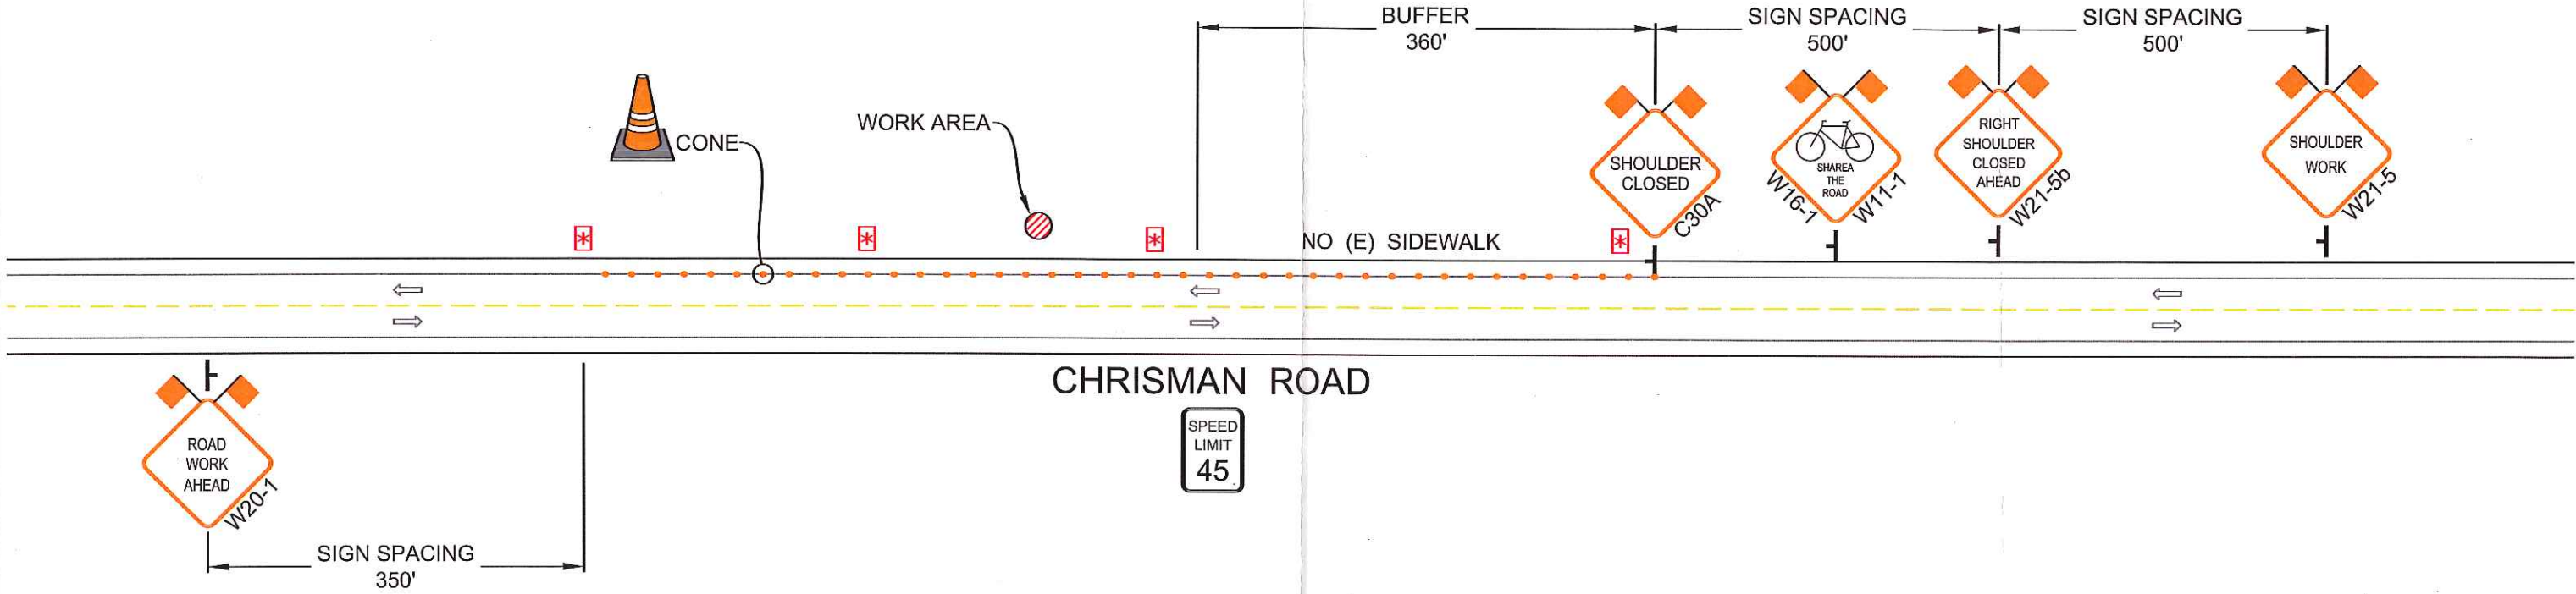 BUFFER
360'
SIGN SPACING
500'
SIGN SPACING
500'
CONE
WORK AREA
SHOULDER
CLOSED
C30A
SHAREA
THE
ROAD
W16-1
W11-1
RIGHT
SHOULDER
CLOSED
AHEAD
W21-5b
SHOULDER
WORK
W21-5
*
*
*
NO (E) SIDEWALK
*
CHRISMAN ROAD
SPEED
LIMIT
45
ROAD
WORK
AHEAD
W20-1
SIGN SPACING
350'